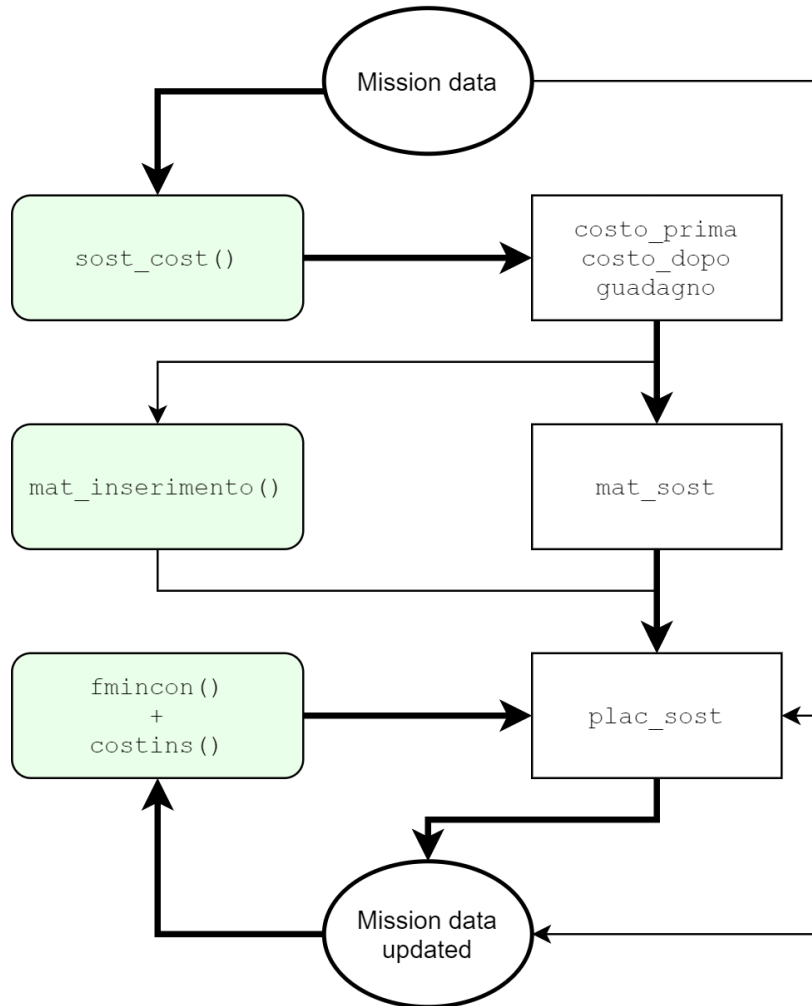 Mission data
sost_cost()
costo_prima
costo_dopo
guadagno
mat_inserimento()
mat_sost
fmincon()
+
costins()
plac_sost
Mission data
updated